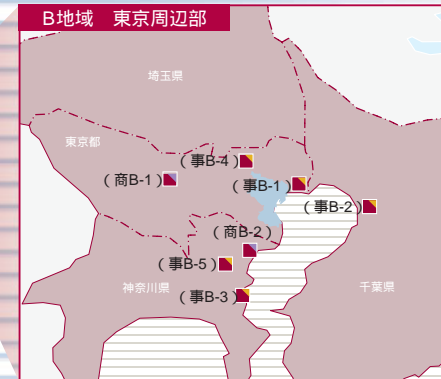 B地域 東京周辺部
埼玉県
東京都
（事B-4）
（商B-1）
（事B-1）
（事B-2）
（商B-2）
（事B-5）
神奈川県
（事B-3）
千葉県